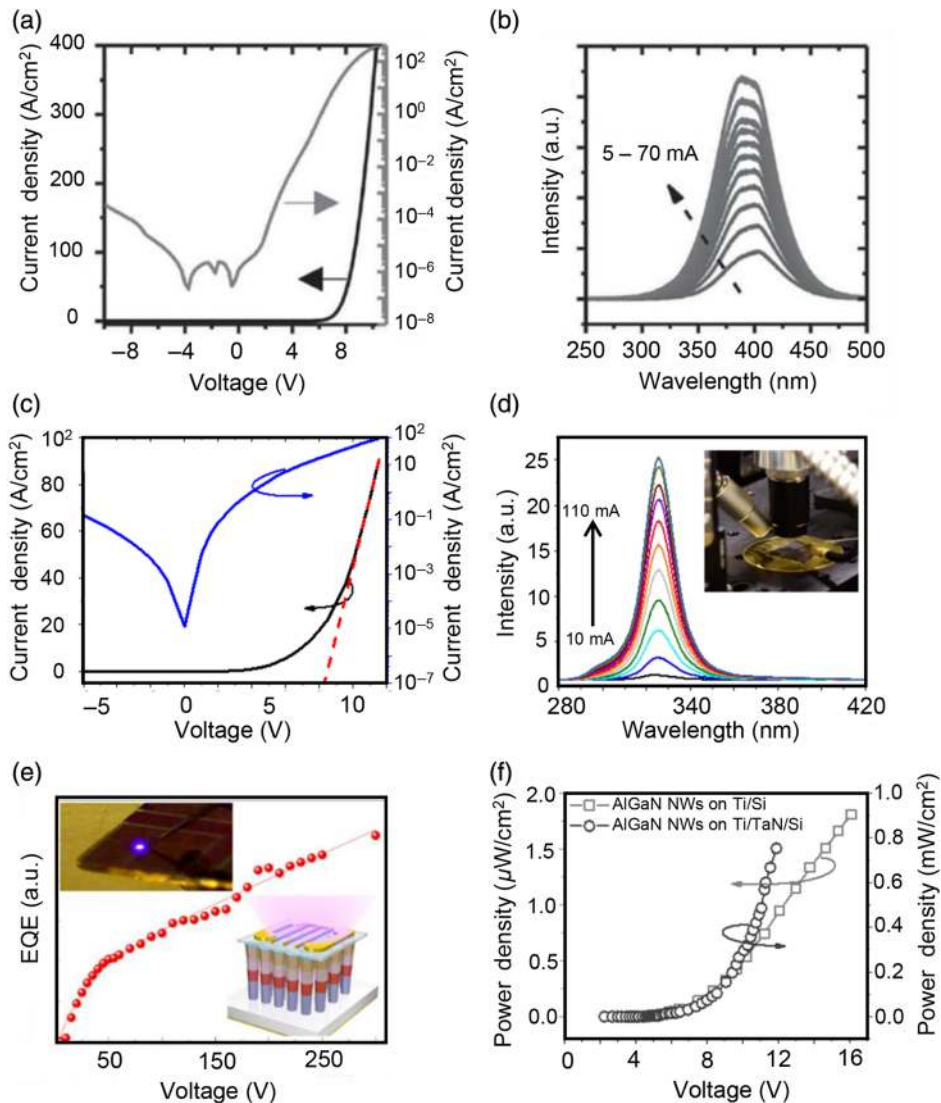 (a)
400
300
200
100
0
Current density (A/cm²)
10²
10⁰
10⁻²
10⁻⁴
10⁻⁶
10⁻⁸
Current density (A/cm²)
−8 −4 0 4 8
Voltage (V)
(b)
Intensity (a.u.)
5 – 70 mA
250 300 350 400 450 500
Wavelength (nm)
(c)
10²
80
60
40
20
0
Current density (A/cm²)
10²
10
10⁻¹
10⁻³
10⁻⁵
10⁻⁷
Current density (A/cm²)
−5 0 5 10
Voltage (V)
(d)
25
20
15
10
5
0
Intensity (a.u.)
110 mA
10 mA
280 340 360 420
Wavelength (nm)
(e)
EQE (a.u.)
50 150 250
Voltage (V)
(f)
2.0
1.5
1.0
0.5
0.0
Power density (µW/cm²)
AlGaN NWs on Ti/Si
AlGaN NWs on Ti/TaN/Si
1.0
0.8
0.6
0.4
0.2
0.0
Power density (mW/cm²)
0 4 8 12 16
Voltage (V)